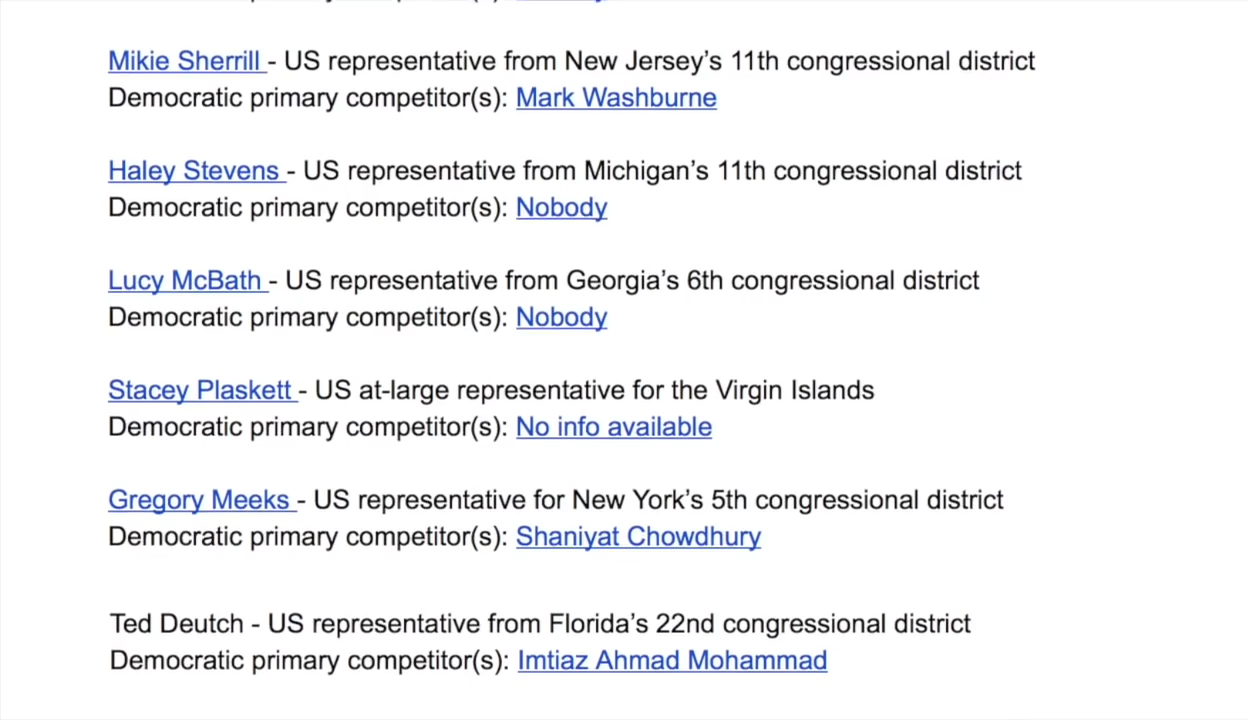 Mikie Sherrill - US representative from New Jersey’s 11th congressional district
Democratic primary competitor(s): Mark Washburne
Haley Stevens - US representative from Michigan’s 11th congressional district
Democratic primary competitor(s): Nobody
Lucy McBath - US representative from Georgia’s 6th congressional district
Democratic primary competitor(s): Nobody
Stacey Plaskett - US at-large representative for the Virgin Islands
Democratic primary competitor(s): No info available
Gregory Meeks - US representative for New York’s 5th congressional district
Democratic primary competitor(s): Shaniyat Chowdhury
Ted Deutch - US representative from Florida’s 22nd congressional district
Democratic primary competitor(s): Imtiaz Ahmad Mohammad